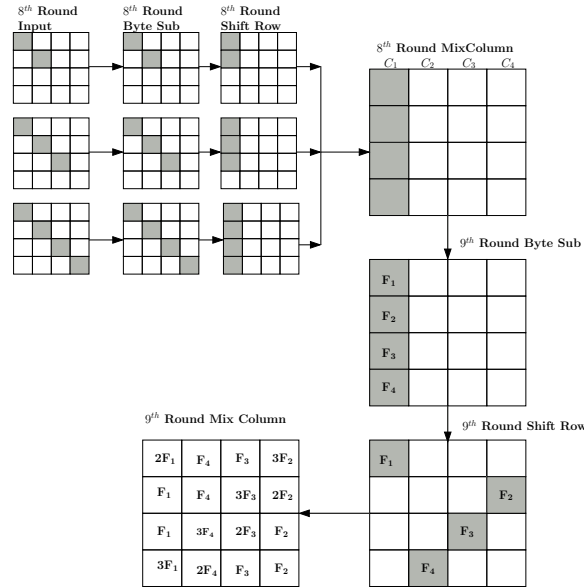 8th Round Input
8th Round Byte Sub
8th Round Shift Row
8th Round MixColumn
C1 C2 C3 C4
9th Round Byte Sub
F1
F2
F3
F4
9th Round Shift Row
F1
F2
F3
F4
9th Round Mix Column
2F1 F4 F3 3F2
F1 F4 3F3 2F2
F1 3F4 2F3 F2
3F1 2F4 F3 F2